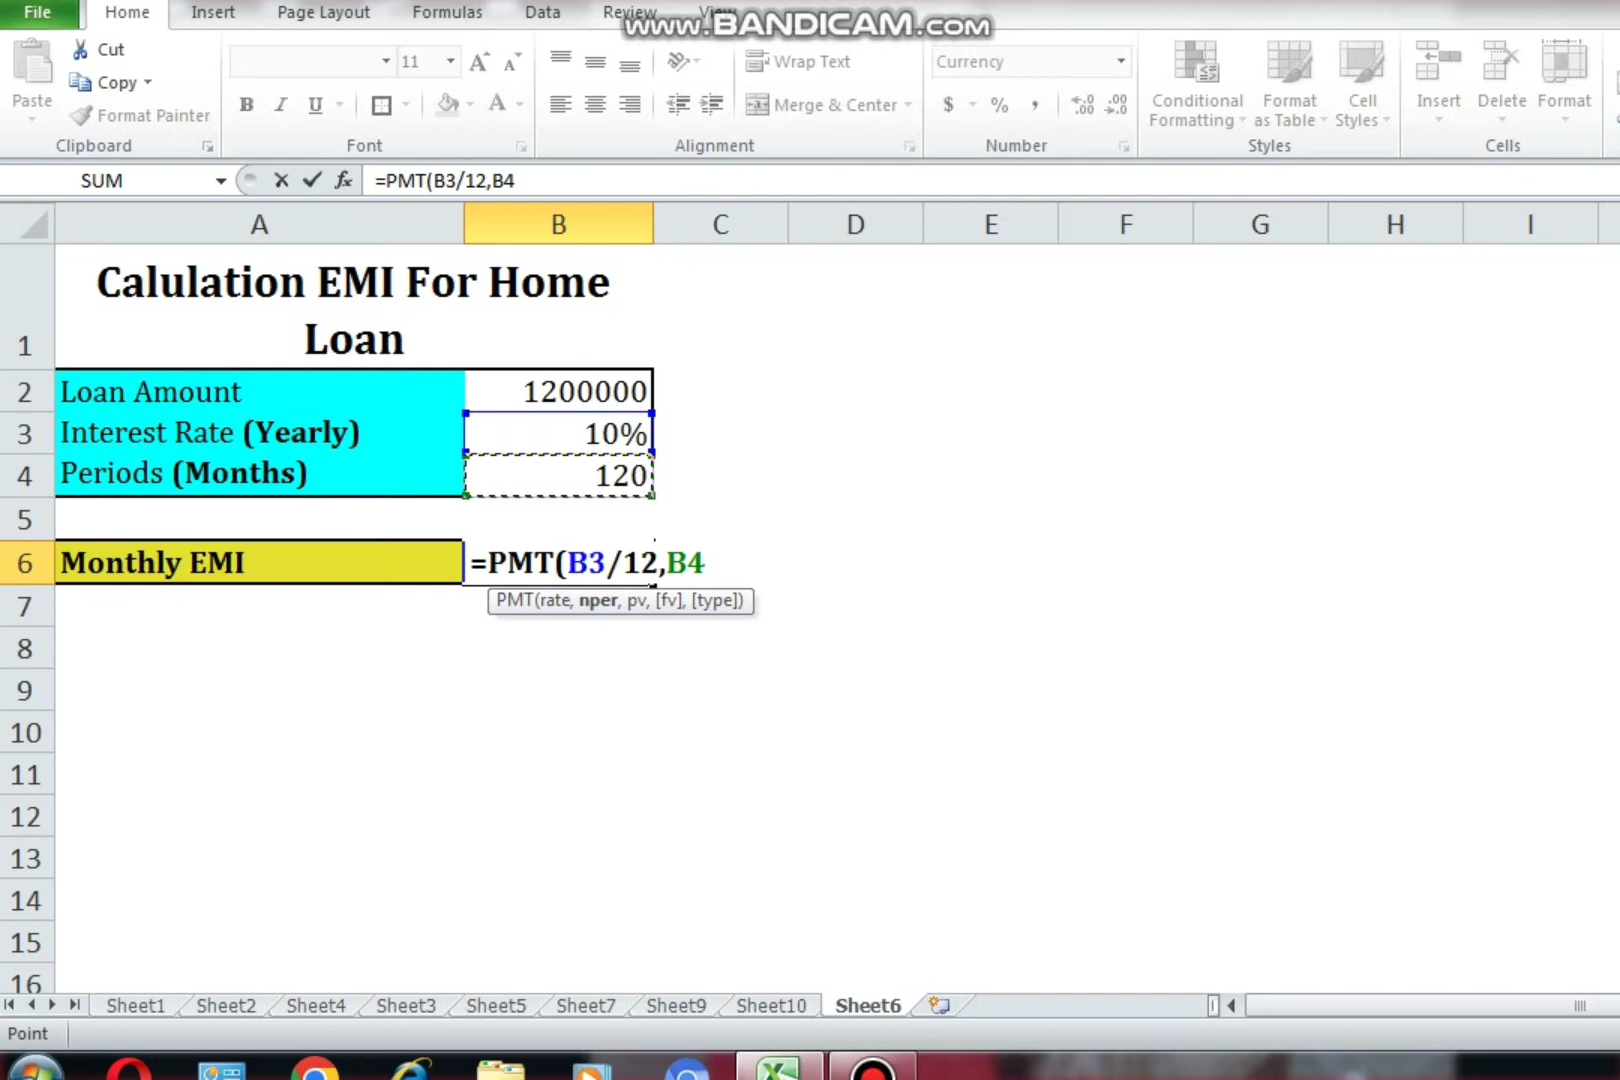 File Home Insert Page Layout Formulas Data Review View
www.BANDICAM.com
Cut
Copy
Format Painter
Paste
11
Wrap Text
Merge & Center
Currency
$ % ,
B I U
Conditional Formatting
Format as Table
Cell Styles
Insert Delete Format
Clipboard Font Alignment Number Styles Cells
SUM fx =PMT(B3/12,B4
A B C D E F G H I
Calulation EMI For Home
1 Loan
2 Loan Amount 1200000
3 Interest Rate (Yearly) 10%
4 Periods (Months) 120
5
6 Monthly EMI =PMT(B3/12,B4
PMT(rate, nper, pv, [fv], [type])
7
8
9
10
11
12
13
14
15
16
Sheet1 Sheet2 Sheet4 Sheet3 Sheet5 Sheet7 Sheet9 Sheet10 Sheet6
Point